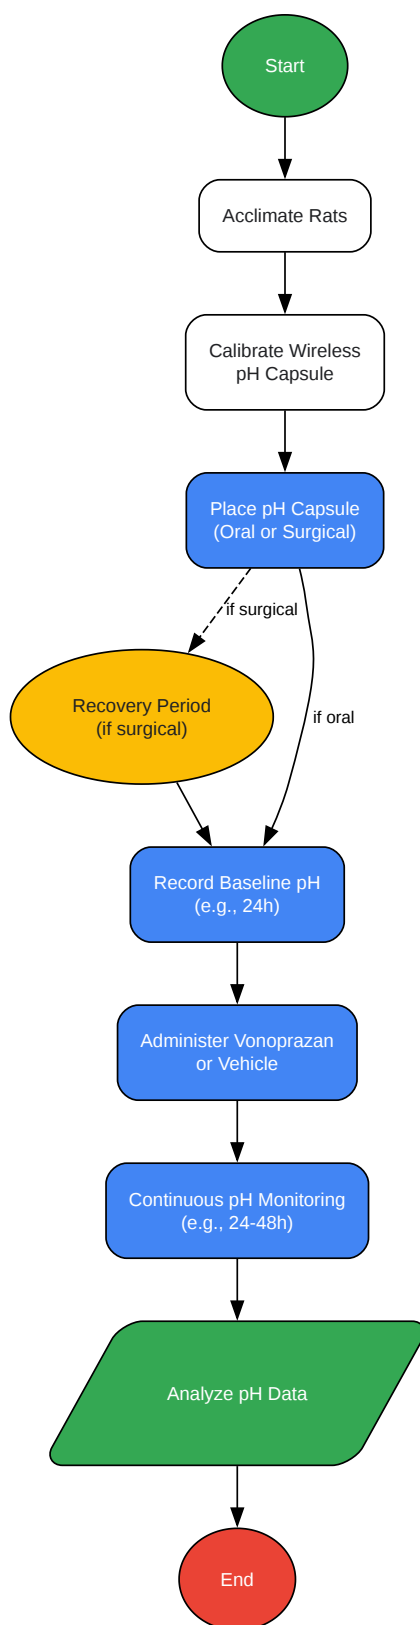 Start
Acclimate Rats
Calibrate Wireless
pH Capsule
Place pH Capsule
(Oral or Surgical)
if surgical
Recovery Period
(if surgical)
if oral
Record Baseline pH
(e.g., 24h)
Administer Vonoprazan
or Vehicle
Continuous pH Monitoring
(e.g., 24-48h)
Analyze pH Data
End